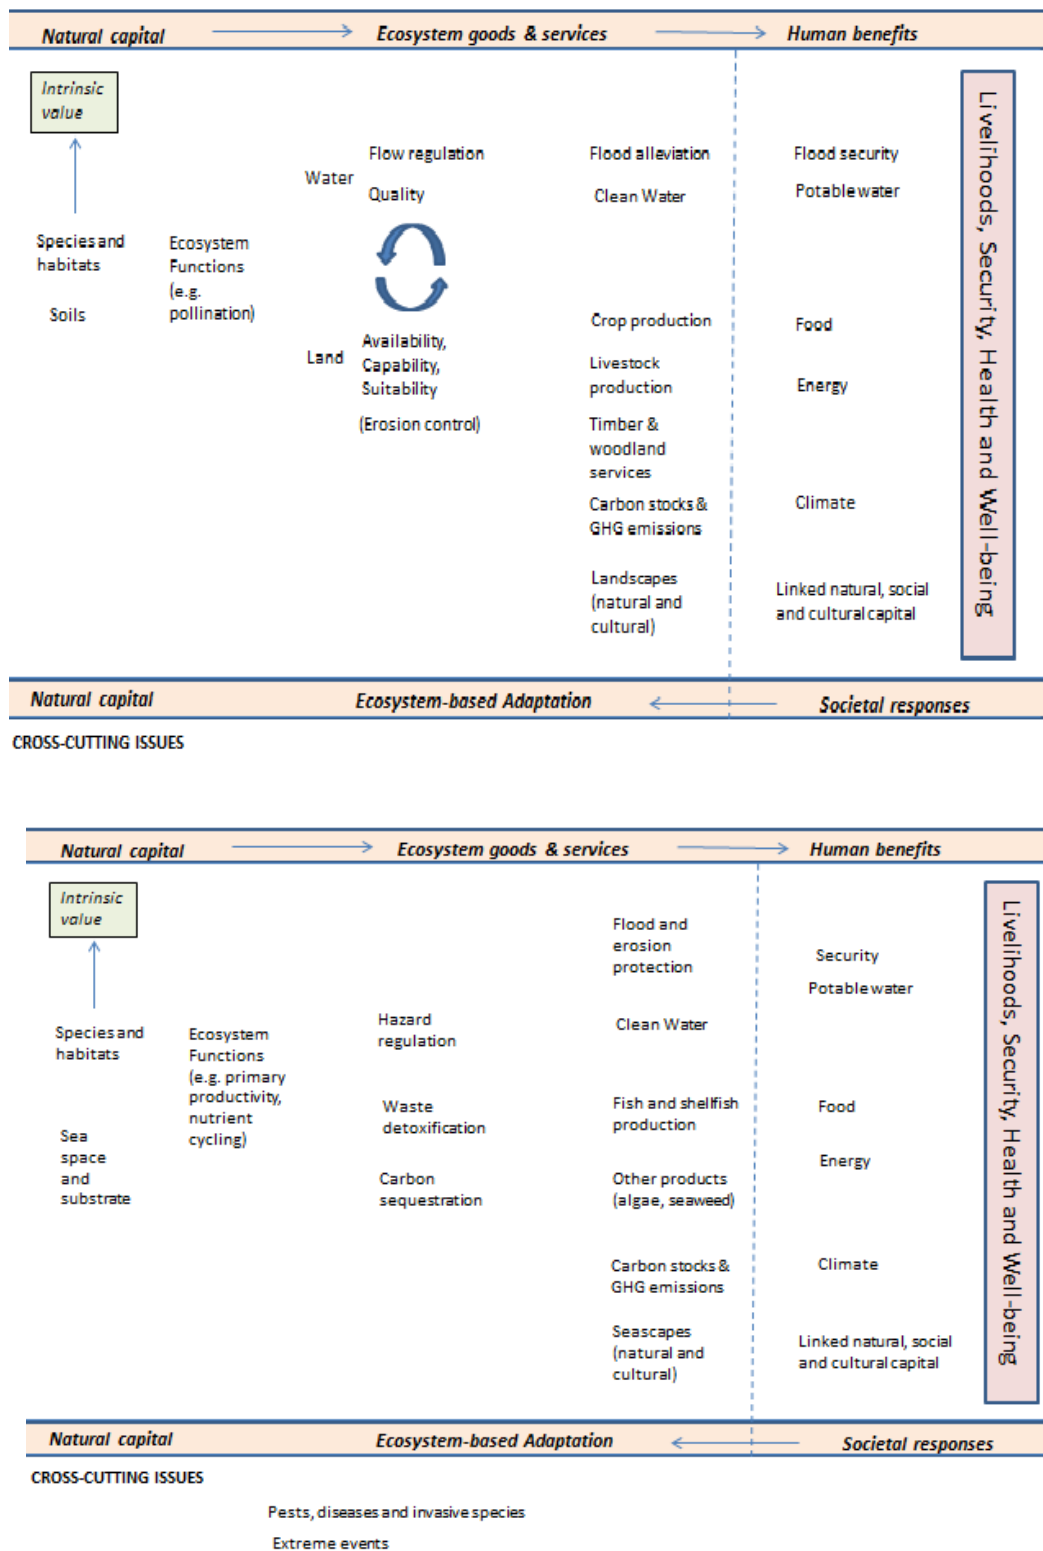 Natural capital
Ecosystem goods & services
Human benefits
Intrinsic
value
Species and
habitats
Soils
Ecosystem
Functions
(e.g.
pollination)
Water
Flow regulation
Quality
Land
Availability,
Capability,
Suitability
(Erosion control)
Flood alleviation
Clean Water
Crop production
Livestock
production
Timber &
woodland
services
Carbon stocks &
GHG emissions
Landscapes
(natural and
cultural)
Flood security
Potable water
Food
Energy
Climate
Linked natural, social
and cultural capital
Livelihoods, Security, Health and Well-being
Natural capital
Ecosystem-based Adaptation
Societal responses
CROSS-CUTTING ISSUES
Natural capital
Ecosystem goods & services
Human benefits
Intrinsic
value
Species and
habitats
Sea
space
and
substrate
Ecosystem
Functions
(e.g. primary
productivity,
nutrient
cycling)
Hazard
regulation
Waste
detoxification
Carbon
sequestration
Flood and
erosion
protection
Clean Water
Fish and shellfish
production
Other products
(algae, seaweed)
Carbon stocks &
GHG emissions
Seascapes
(natural and
cultural)
Security
Potable water
Food
Energy
Climate
Linked natural, social
and cultural capital
Livelihoods, Security, Health and Well-being
Natural capital
Ecosystem-based Adaptation
Societal responses
CROSS-CUTTING ISSUES
Pests, diseases and invasive species
Extreme events